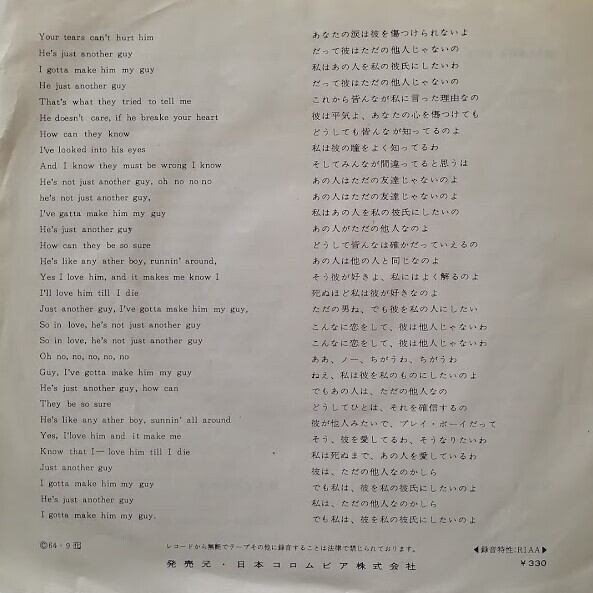 Your tears can't hurt him
He's just another guy
I gotta make him my guy
He's just another guy
That's what they tried to tell me
He doesn't care, if he breake your heart
How can they know
I've looked into his eyes
And I know they must be wrong I know
He's not just another guy, oh no no no
he's not just another guy,
I've gatta make him my guy
He's just another guy
How can they be so sure
He's like any ather boy, runnin' around,
Yes I love him, and it makes me know I
I'll love him till I die
Just another guy, I've gotta make him my guy,
So in love, he's not just another guy
So in love, he's not just another guy
Oh no, no, no, no, no
Guy, I've gotta make him my guy
He's just another guy, how can
They be so sure
He's like any ather boy, sunnin' all around
Yes, I'love him and it make me
Know that I— love him till I die
Just another guy
I gotta make him my guy
He's just another guy
I gotta make him my guy.
あなたの涙は彼を傷つけられないよ
だって彼はただの他人じゃないの
私はあの人を私の彼氏にしたいわ
だって彼はただの他人じゃないの
これから皆んなが私に言った理由なの
彼は平気よ、あなたの心を傷つけても
どうしても皆んなが知ってるのよ
私は彼の瞳をよく知ってるわ
そしてみんなが間違ってると思うは
あの人はただの友達じゃないのよ
あの人はただの友達じゃないのよ
私はあの人を私の彼氏にしたいの
あの人がただの他人なのよ
どうして皆んなは確かだっていえるの
あの人は他の人と同じなのよ
そう彼が好きよ、私にはよく解るのよ
死ぬほど私は彼が好きなのよ
ただの男ね、でも彼を私の人にしたい
こんなに恋をして、彼は他人じゃないわ
こんなに恋をして、彼は他人じゃないわ
ああ、ノー、ちがうわ、ちがうわ
ねえ、私は彼を私のものにしたいのよ
でもあの人は、ただの他人なの
どうしてひとは、それを確信するの
彼が他人みたいで、プレイ・ボーイだって
そう、彼を愛してるわ、そうなりたいわ
私は死ぬまで、あの人を愛しているわ
彼は、ただの他人なのかしら
でも私は、彼を私の彼氏にしたいのよ
私は、ただの他人なのかしら
でも私は、彼を私の彼氏にしたいのよ
Ⓒ64・9
レコードから無断でテープその他に録音することは法律で禁じられております。
◀録音特性:RIAA▶
発売元・日本コロムビア株式会社
¥330